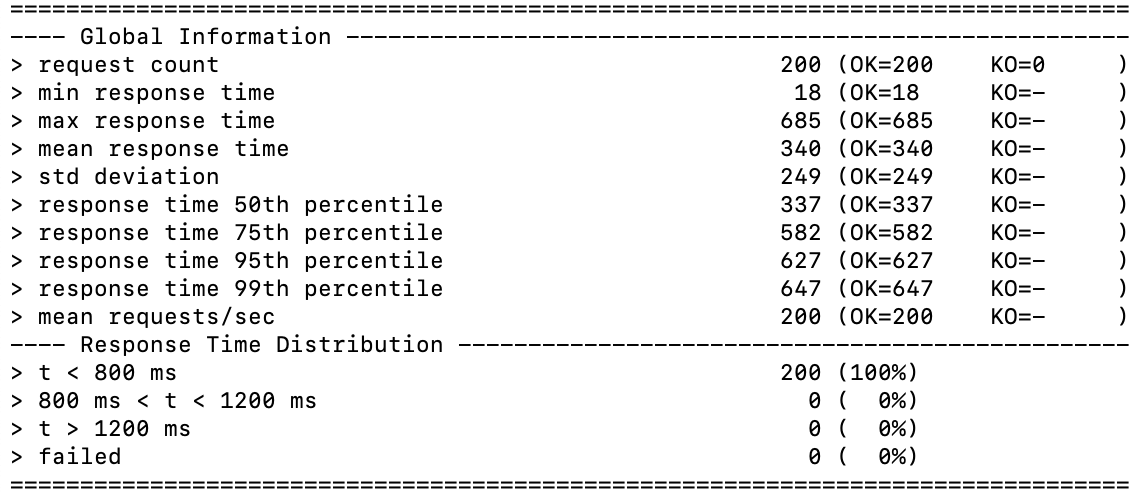 ================================================================================
---- Global Information --------------------------------------------------------
> request count                                        200 (OK=200    KO=0     )
> min response time                                     18 (OK=18     KO=-     )
> max response time                                    685 (OK=685    KO=-     )
> mean response time                                   340 (OK=340    KO=-     )
> std deviation                                        249 (OK=249    KO=-     )
> response time 50th percentile                        337 (OK=337    KO=-     )
> response time 75th percentile                        582 (OK=582    KO=-     )
> response time 95th percentile                        627 (OK=627    KO=-     )
> response time 99th percentile                        647 (OK=647    KO=-     )
> mean requests/sec                                    200 (OK=200    KO=-     )
---- Response Time Distribution ------------------------------------------------
> t < 800 ms                                           200 (100%)
> 800 ms < t < 1200 ms                                   0 (  0%)
> t > 1200 ms                                            0 (  0%)
> failed                                                 0 (  0%)
================================================================================